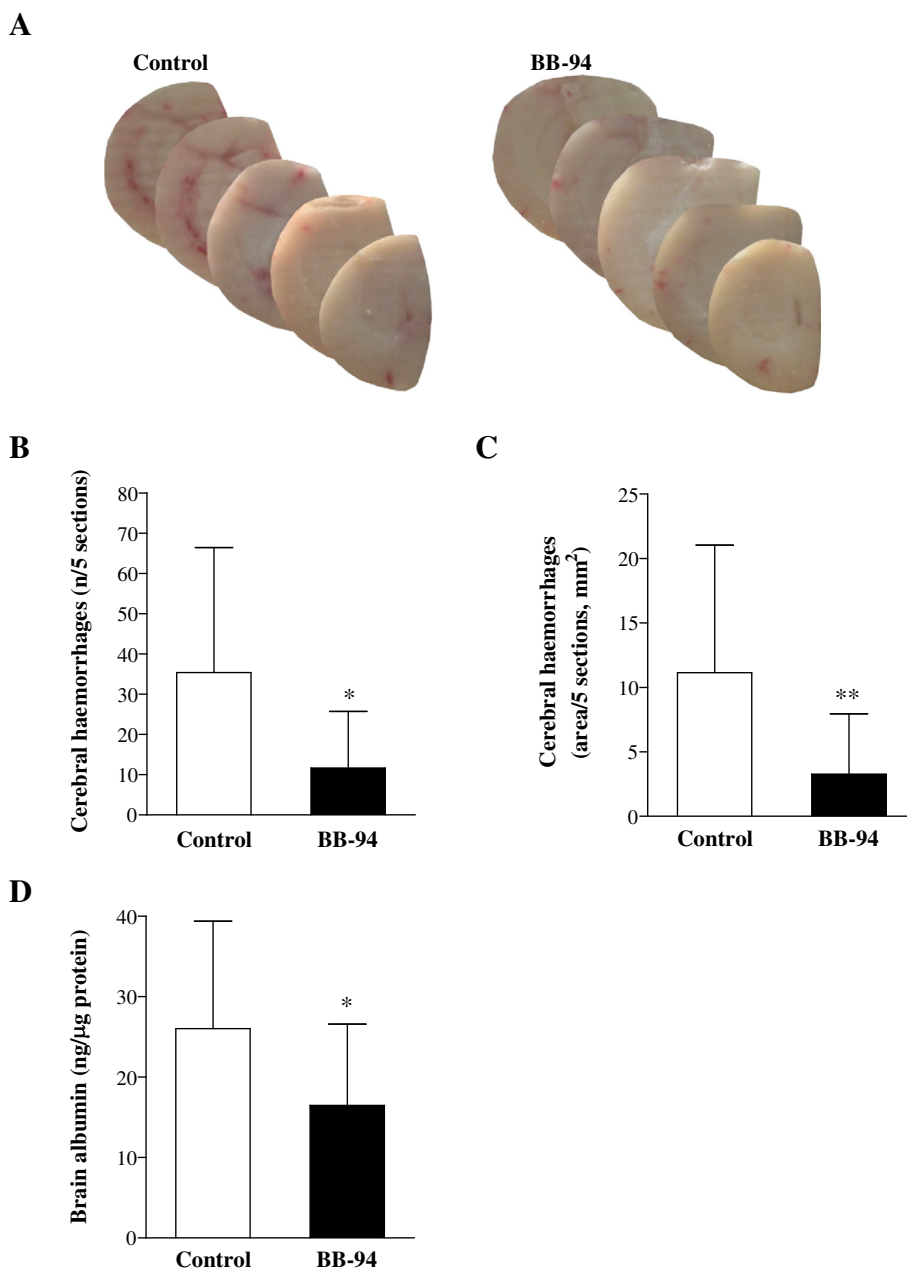 A
Control
BB-94
B
Cerebral haemorrhages (n/5 sections)
80
70
60
50
40
30
20
10
0
*
Control
BB-94
C
Cerebral haemorrhages
(area/5 sections, mm²)
25
20
15
10
5
0
**
Control
BB-94
D
Brain albumin (ng/µg protein)
40
30
20
10
0
*
Control
BB-94